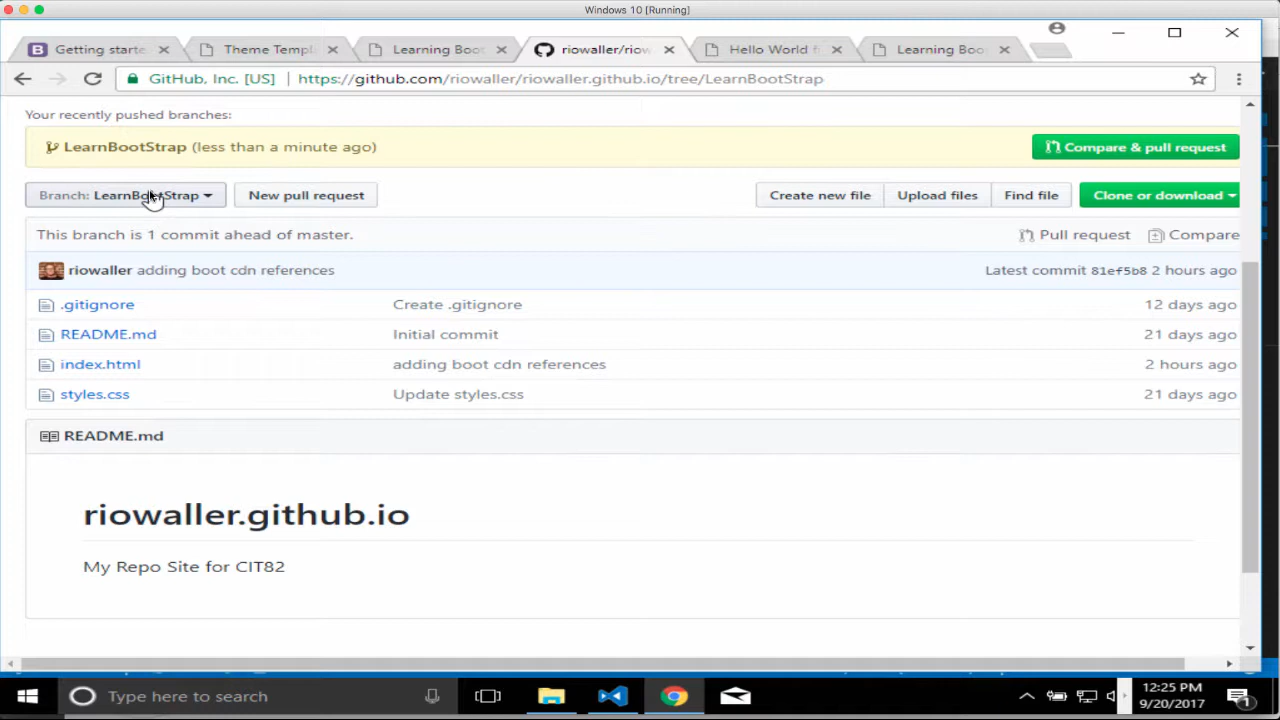 Windows 10 [Running]
Getting starte
Theme Templ
Learning Boo
riowaller/riow
Hello World f
Learning Boo
GitHub, Inc. [US] | https://github.com/riowaller/riowaller.github.io/tree/LearnBootStrap
Your recently pushed branches:
LearnBootStrap (less than a minute ago)
Compare & pull request
Branch: LearnBootStrap
New pull request
Create new file
Upload files
Find file
Clone or download
This branch is 1 commit ahead of master.
Pull request
Compare
riowaller adding boot cdn references
Latest commit 81ef5b8 2 hours ago
.gitignore
Create .gitignore
12 days ago
README.md
Initial commit
21 days ago
index.html
adding boot cdn references
2 hours ago
styles.css
Update styles.css
21 days ago
README.md
riowaller.github.io
My Repo Site for CIT82
Type here to search
12:25 PM
9/20/2017
1